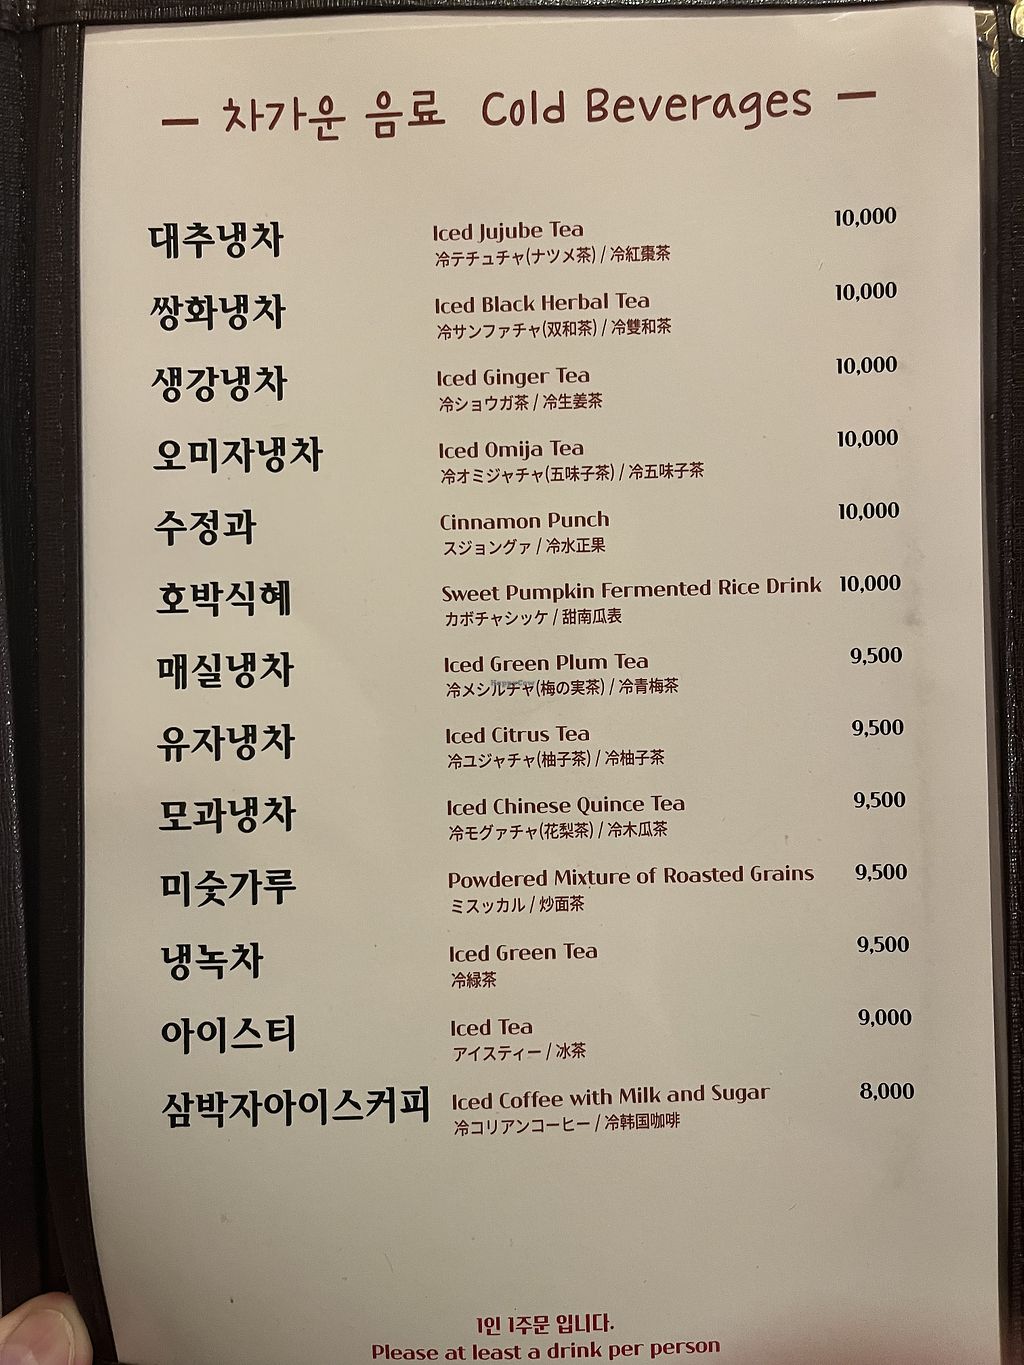 — 차가운 음료 Cold Beverages —
대추냉차 Iced Jujube Tea 10,000
冷テチュチャ(ナツメ茶) / 冷紅棗茶
쌍화냉차 Iced Black Herbal Tea 10,000
冷サンファチャ(双和茶) / 冷雙和茶
생강냉차 Iced Ginger Tea 10,000
冷ショウガ茶 / 冷生姜茶
오미자냉차 Iced Omija Tea 10,000
冷オミジャチャ(五味子茶) / 冷五味子茶
수정과 Cinnamon Punch 10,000
スジョングァ / 冷水正果
호박식혜 Sweet Pumpkin Fermented Rice Drink 10,000
カボチャシッケ / 甜南瓜表
매실냉차 Iced Green Plum Tea 9,500
冷メシルチャ(梅の実茶) / 冷青梅茶
HappyCow
유자냉차 Iced Citrus Tea 9,500
冷ユジャチャ(柚子茶) / 冷柚子茶
모과냉차 Iced Chinese Quince Tea 9,500
冷モグァチャ(花梨茶) / 冷木瓜茶
미숫가루 Powdered Mixture of Roasted Grains 9,500
ミスッカル / 炒面茶
냉녹차 Iced Green Tea 9,500
冷緑茶
아이스티 Iced Tea 9,000
アイスティー / 冰茶
삼박자아이스커피 Iced Coffee with Milk and Sugar 8,000
冷コリアンコーヒー / 冷韩国咖啡
1인 1주문 입니다.
Please at least a drink per person